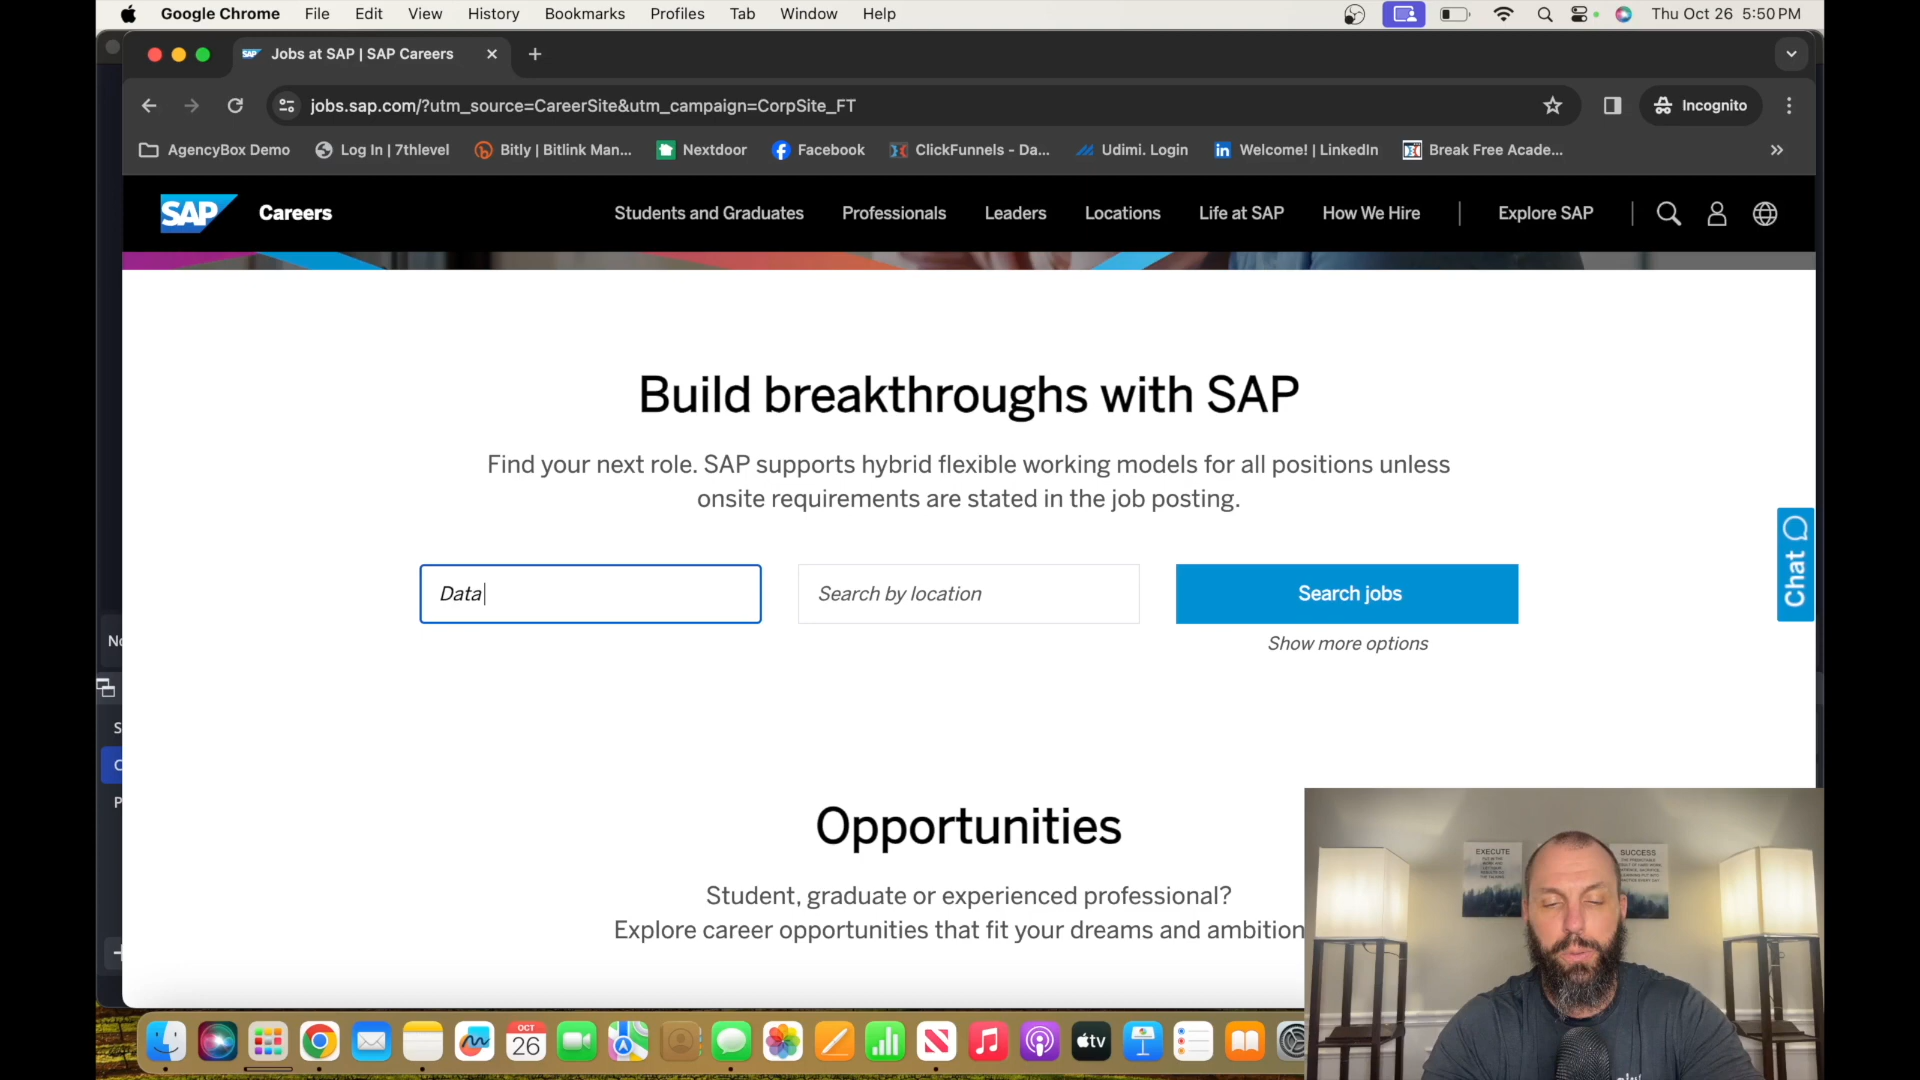 Google Chrome File Edit View History Bookmarks Profiles Tab Window Help Thu Oct 26 5:50 PM
SAP Jobs at SAP | SAP Careers
jobs.sap.com/?utm_source=CareerSite&utm_campaign=CorpSite_FT Incognito
AgencyBox Demo Log In | 7thlevel Bitly | Bitlink Man... Nextdoor Facebook ClickFunnels - Da... Udimi. Login Welcome! | LinkedIn Break Free Acade...
SAP Careers Students and Graduates Professionals Leaders Locations Life at SAP How We Hire Explore SAP
Build breakthroughs with SAP
Find your next role. SAP supports hybrid flexible working models for all positions unless
onsite requirements are stated in the job posting.
Data Search by location Search jobs
Show more options
Chat
Opportunities
Student, graduate or experienced professional?
Explore career opportunities that fit your dreams and ambition
EXECUTE
SUCCESS
OCT
26
tv